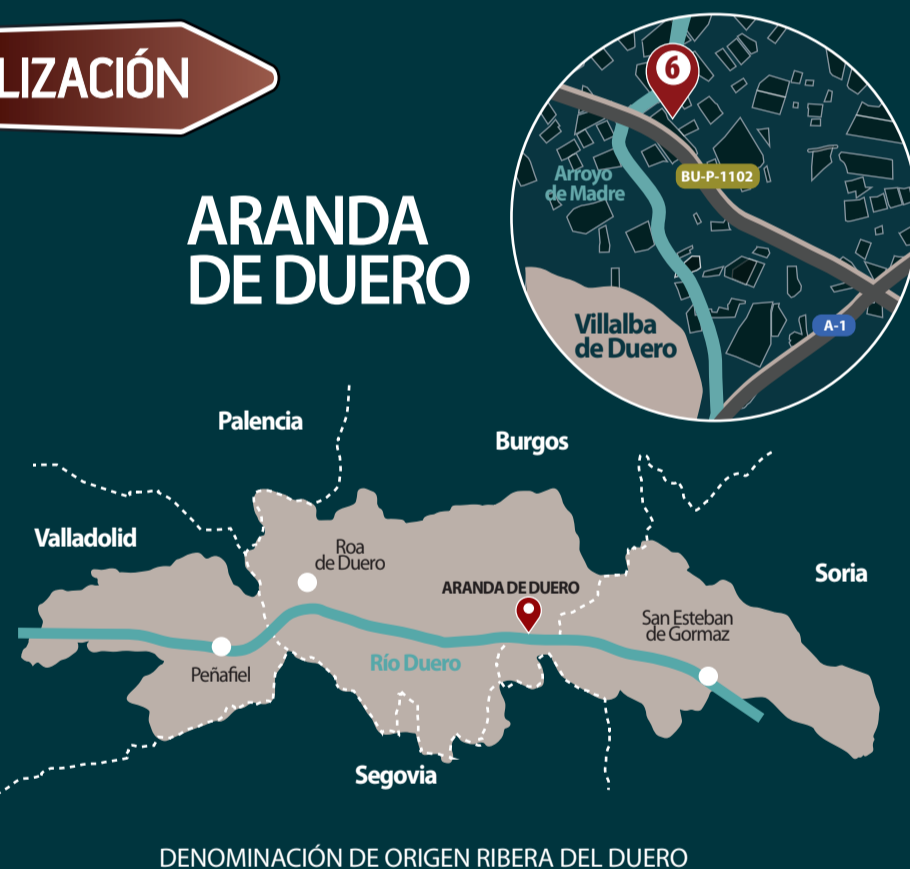 LIZACIÓN
ARANDA
DE DUERO
6
BU-P-1102
Arroyo
de Madre
Villalba
de Duero
A-1
Palencia
Burgos
Valladolid
Roa
de Duero
Soria
ARANDA DE DUERO
San Esteban
de Gormaz
Río Duero
Peñafiel
Segovia
DENOMINACIÓN DE ORIGEN RIBERA DEL DUERO